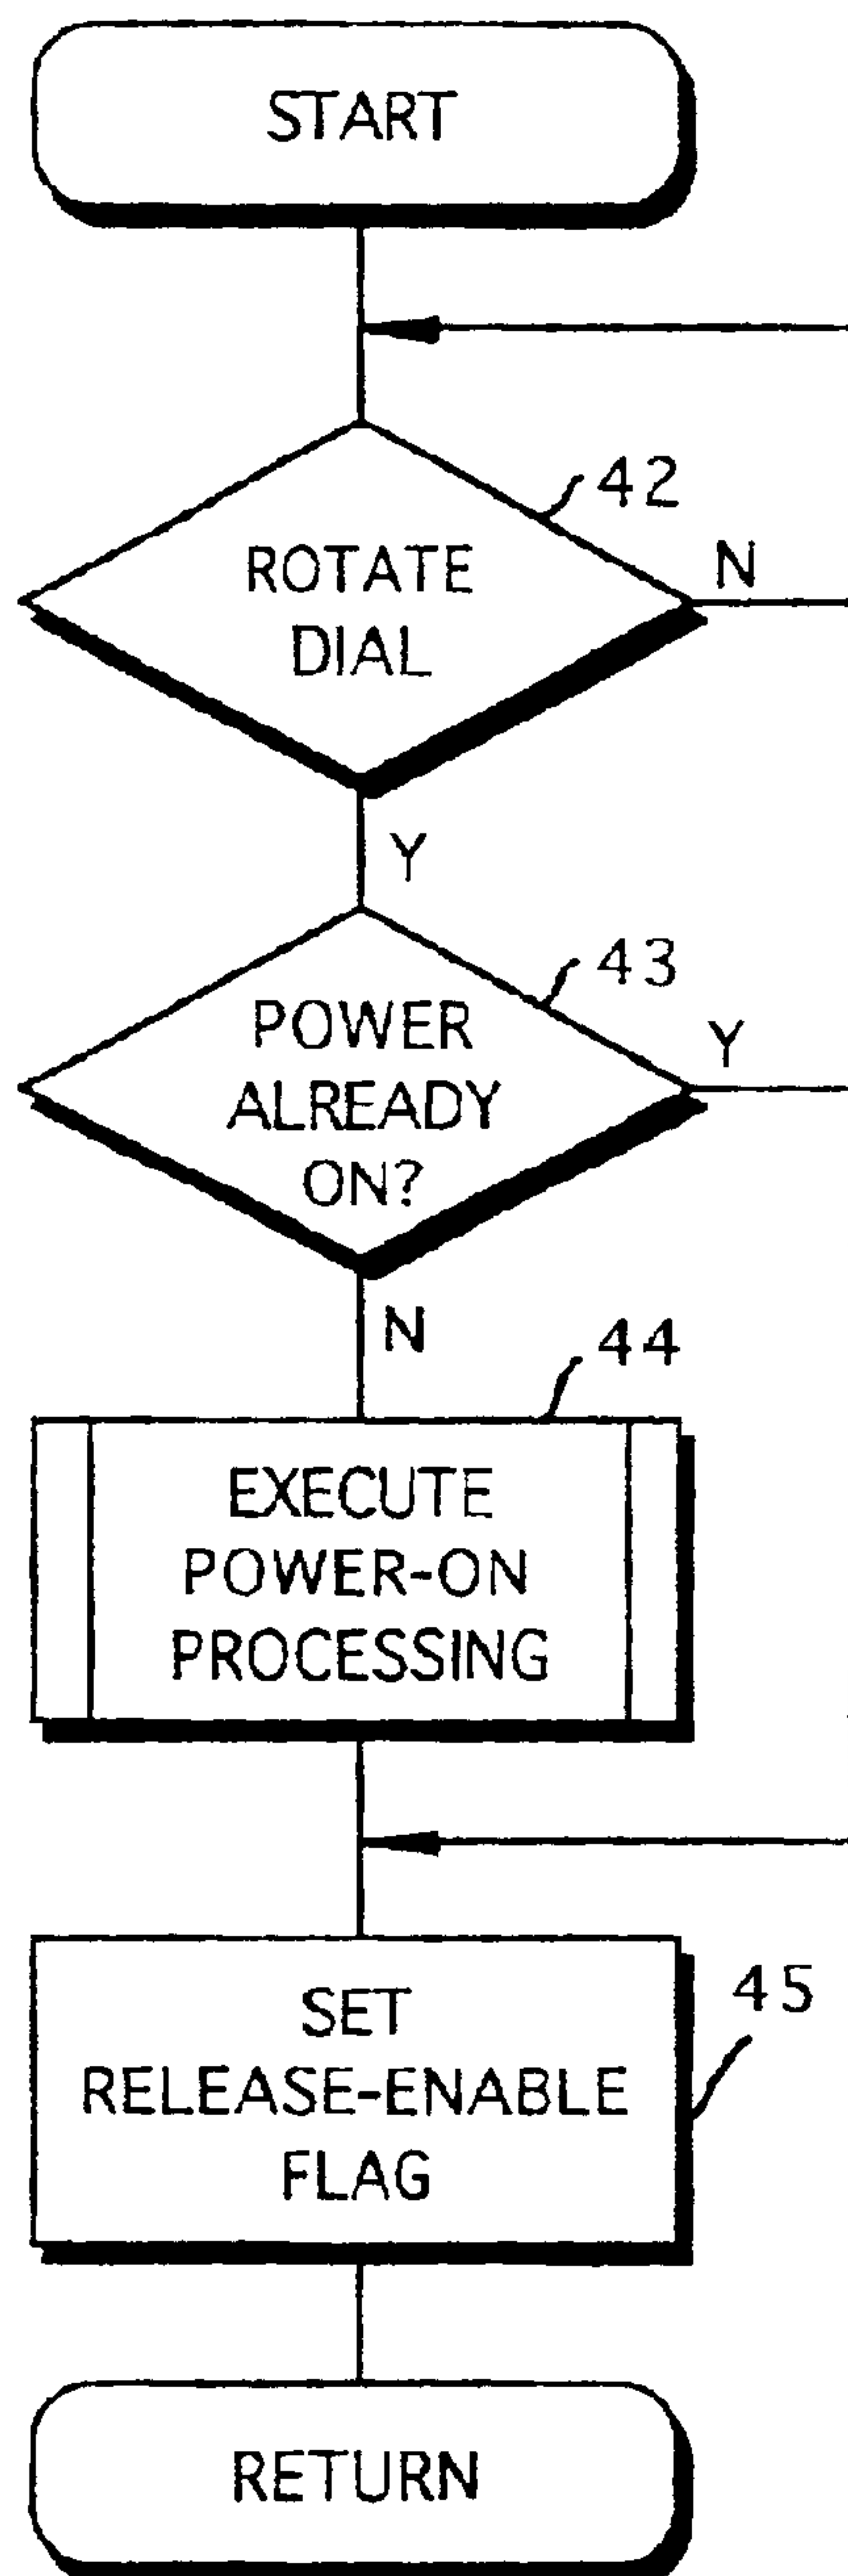 START
42
ROTATE
DIAL
N
Y
43
POWER
ALREADY
ON?
Y
N
44
EXECUTE
POWER-ON
PROCESSING
SET
RELEASE-ENABLE
FLAG
45
RETURN